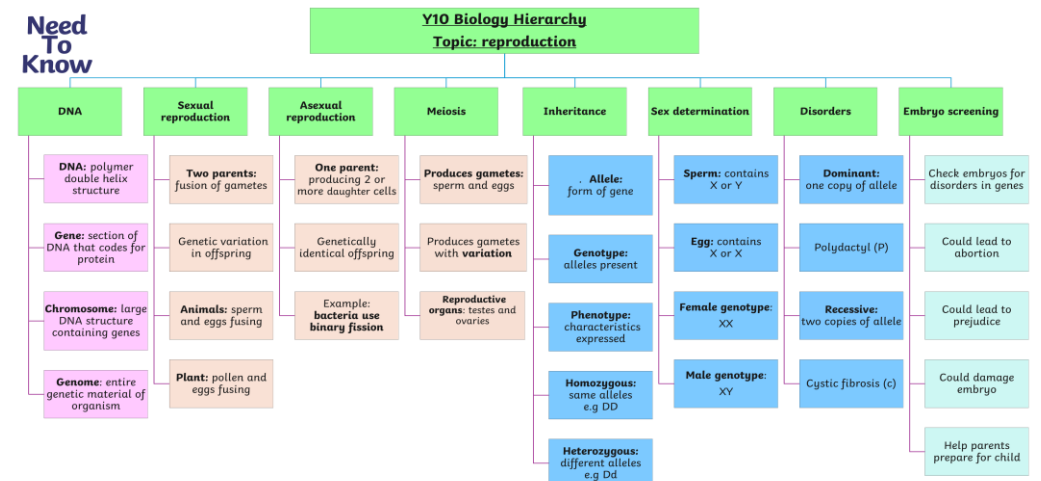 Need
To
Know
Y10 Biology Hierarchy
Topic: reproduction
DNA
DNA: polymer
double helix
structure
Gene: section of
DNA that codes for
protein
Chromosome: large
DNA structure
containing genes
Genome: entire
genetic material of
organism
Sexual
reproduction
Two parents:
fusion of gametes
Genetic variation
in offspring
Animals: sperm
and eggs fusing
Plant: pollen and
eggs fusing
Asexual
reproduction
One parent:
producing 2 or
more daughter cells
Genetically
identical offspring
Example:
bacteria use
binary fission
Meiosis
Produces gametes:
sperm and eggs
Produces gametes
with variation
Reproductive
organs: testes and
ovaries
Inheritance
. Allele:
form of gene
Genotype:
alleles present
Phenotype:
characteristics
expressed
Homozygous:
same alleles
e.g DD
Heterozygous:
different alleles
e.g Dd
Sex determination
Sperm: contains
X or Y
Egg: contains
X or X
Female genotype:
XX
Male genotype:
XY
Disorders
Dominant:
one copy of allele
Polydactyl (P)
Recessive:
two copies of allele
Cystic fibrosis (c)
Embryo screening
Check embryos for
disorders in genes
Could lead to
abortion
Could lead to
prejudice
Could damage
embryo
Help parents
prepare for child